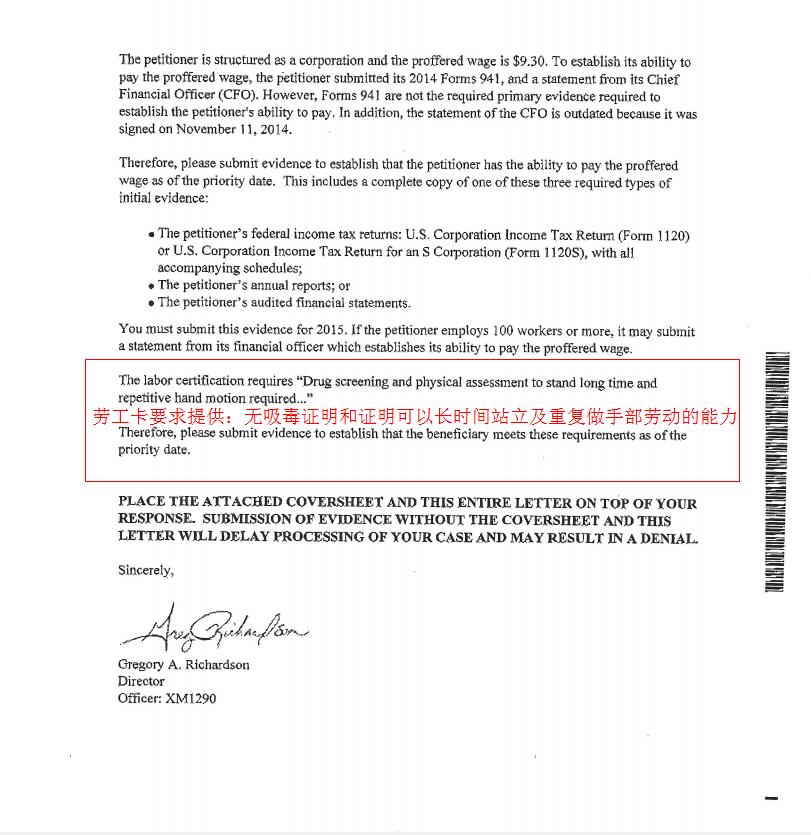 The petitioner is structured as a corporation and the proffered wage is $9.30. To establish its ability to
pay the proffered wage, the petitioner submitted its 2014 Forms 941, and a statement from its Chief
Financial Officer (CFO). However, Forms 941 are not the required primary evidence required to
establish the petitioner's ability to pay. In addition, the statement of the CFO is outdated because it was
signed on November 11, 2014.
Therefore, please submit evidence to establish that the petitioner has the ability to pay the proffered
wage as of the priority date. This includes a complete copy of one of these three required types of
initial evidence:
• The petitioner's federal income tax returns: U.S. Corporation Income Tax Return (Form 1120)
or U.S. Corporation Income Tax Return for an S Corporation (Form 1120S), with all
accompanying schedules;
• The petitioner's annual reports; or
• The petitioner's audited financial statements.
You must submit this evidence for 2015. If the petitioner employs 100 workers or more, it may submit
a statement from its financial officer which establishes its ability to pay the proffered wage.
The labor certification requires "Drug screening and physical assessment to stand long time and
repetitive hand motion required..."
劳工卡要求提供：无吸毒证明和证明可以长时间站立及重复做手部劳动的能力
Therefore, please submit evidence to establish that the beneficiary meets these requirements as of the
priority date.
PLACE THE ATTACHED COVERSHEET AND THIS ENTIRE LETTER ON TOP OF YOUR
RESPONSE. SUBMISSION OF EVIDENCE WITHOUT THE COVERSHEET AND THIS
LETTER WILL DELAY PROCESSING OF YOUR CASE AND MAY RESULT IN A DENIAL.
Sincerely,
Greg Richardson
Gregory A. Richardson
Director
Officer: XM1290